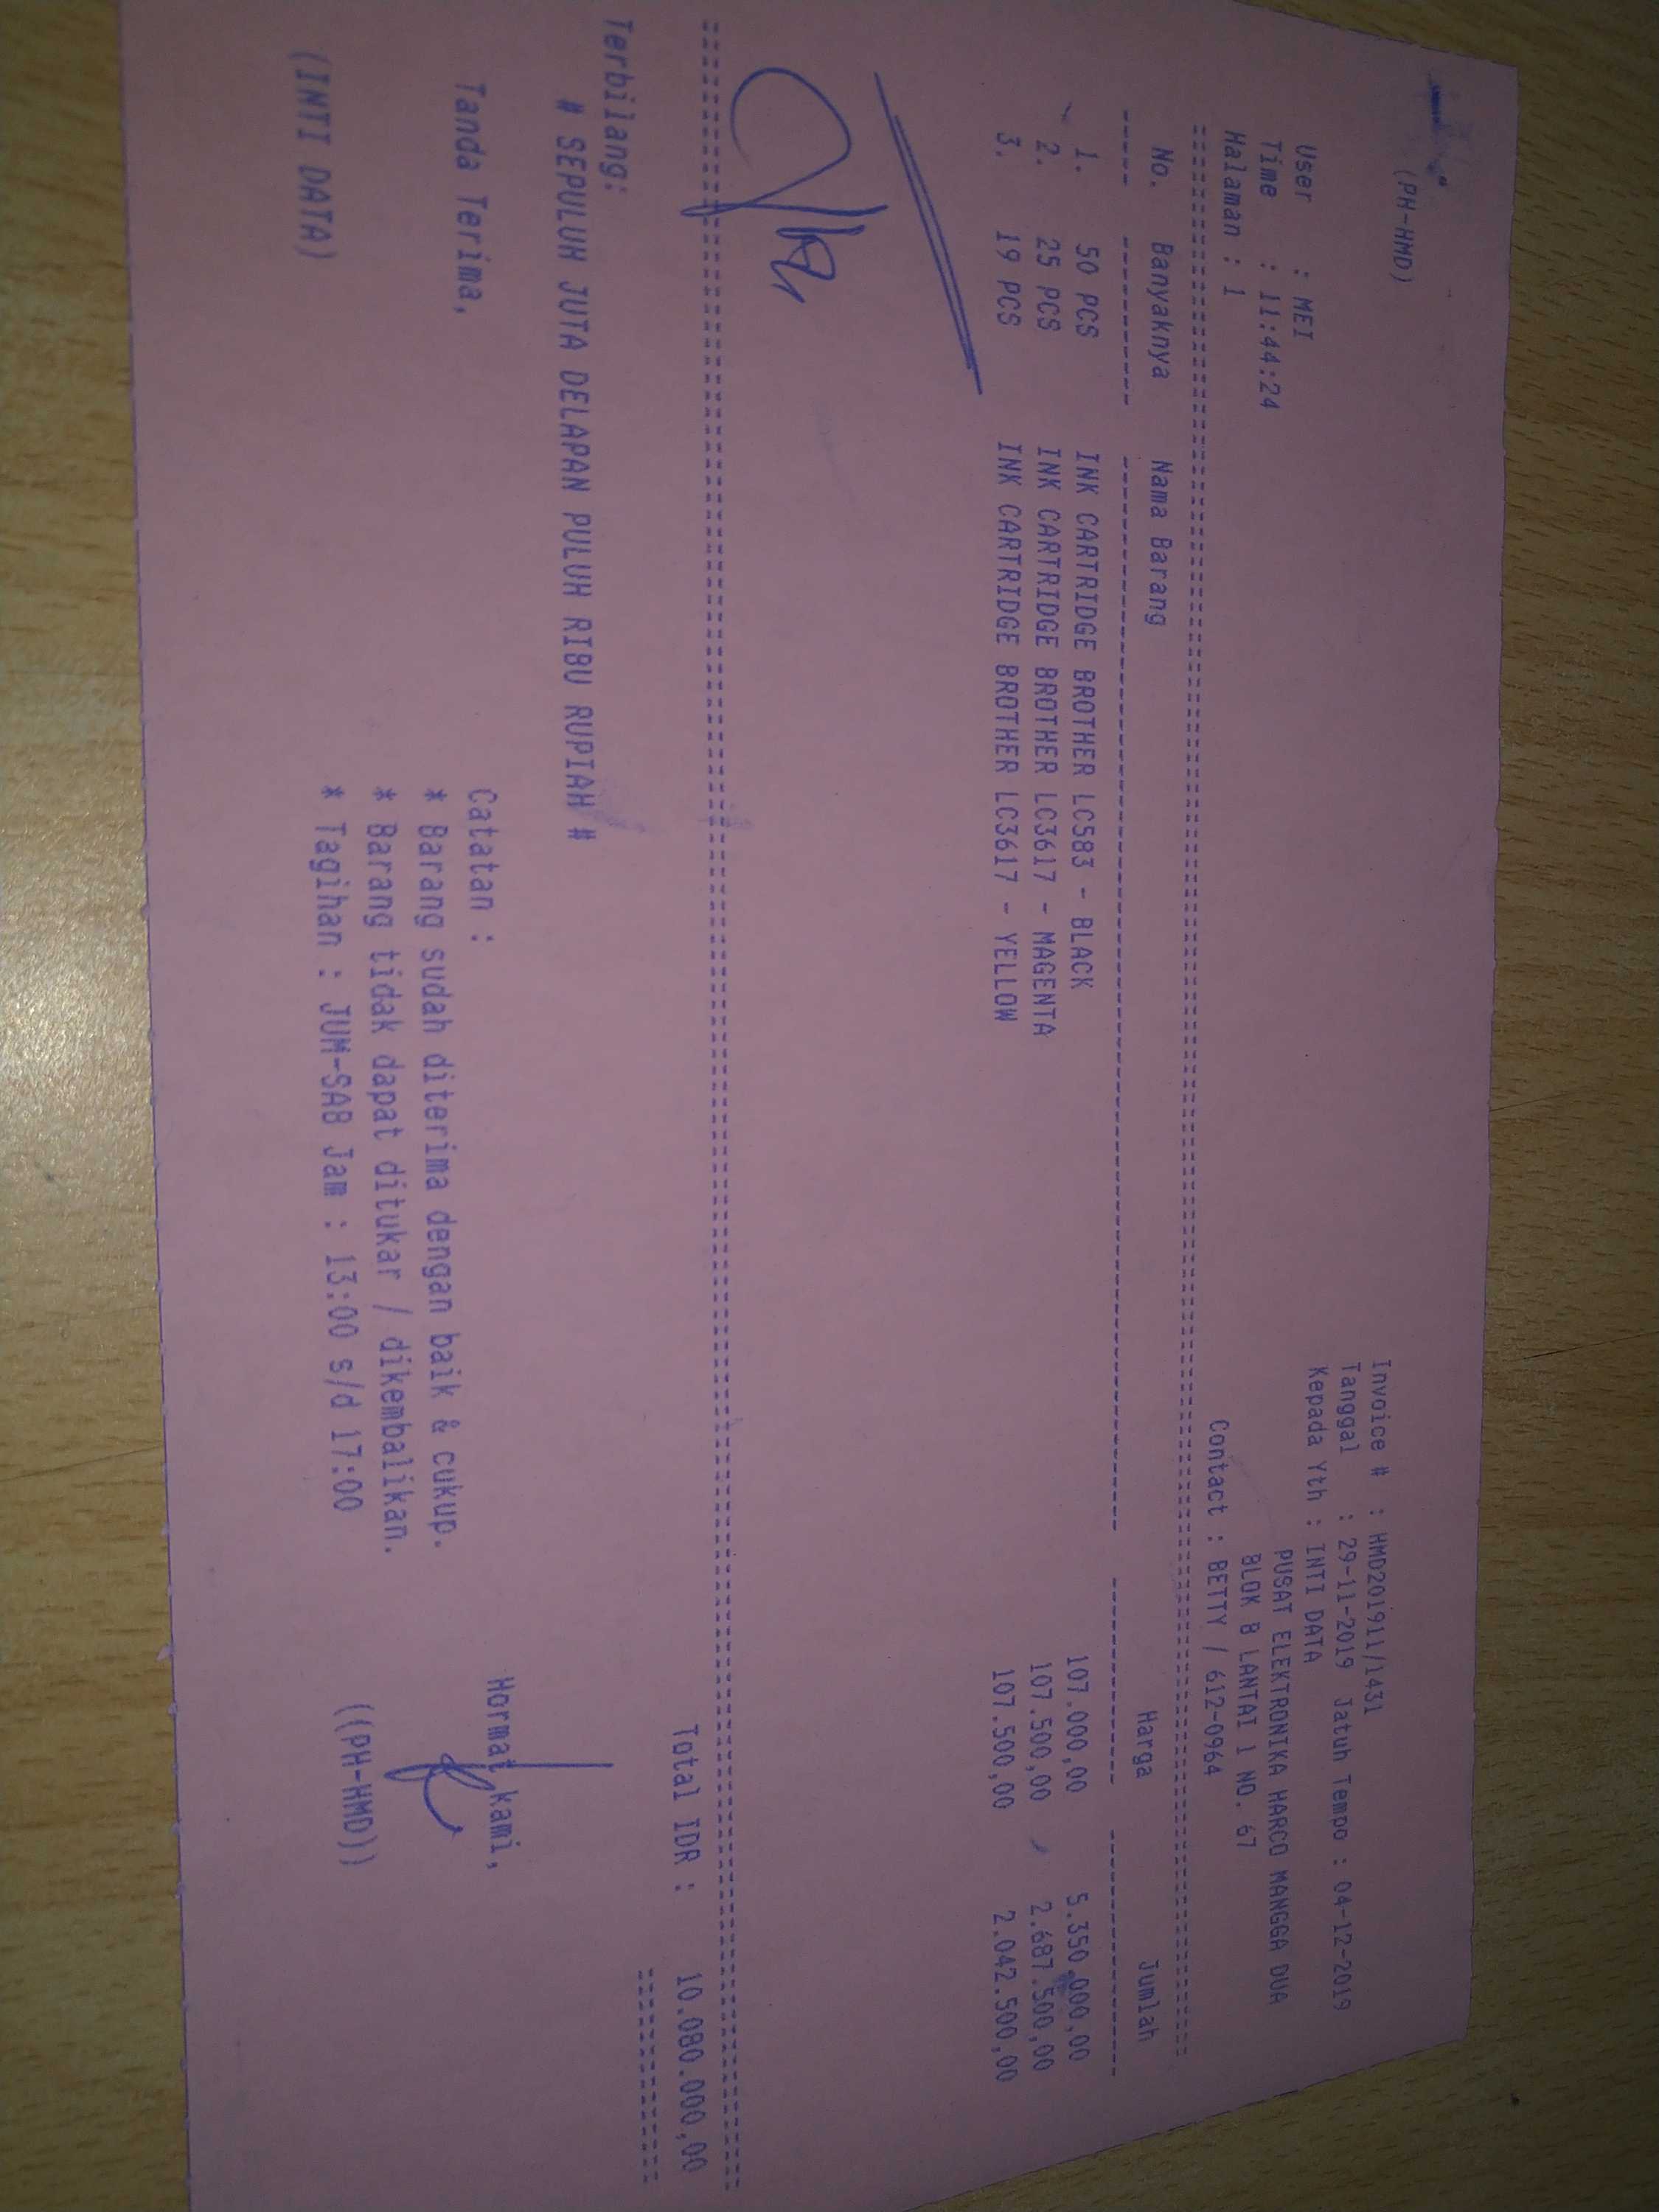 (PH-HMD)
Invoice # : HMD201911/1431
Tanggal : 29-11-2019 Jatuh Tempo : 04-12-2019
User : MEI Kepada Yth : INTI DATA
Time : 11:44:24 PUSAT ELEKTRONIKA HARCO MANGGA DUA
Halaman : 1 BLOK B LANTAI 1 NO. 67
Contact : BETTY / 612-0964
No. Banyaknya Nama Barang Harga Jumlah
1. 50 PCS INK CARTRIDGE BROTHER LC583 - BLACK 107.000,00 5.350.000,00
2. 25 PCS INK CARTRIDGE BROTHER LC3617 - MAGENTA 107.500,00 2.687.500,00
3. 19 PCS INK CARTRIDGE BROTHER LC3617 - YELLOW 107.500,00 2.042.500,00
Total IDR : 10.080.000,00
Terbilang:
# SEPULUH JUTA DELAPAN PULUH RIBU RUPIAH #
Tanda Terima, Catatan : Hormat kami,
* Barang sudah diterima dengan baik & cukup.
* Barang tidak dapat ditukar / dikembalikan.
(INTI DATA) * Tagihan : JUM-SAB Jam : 13:00 s/d 17:00 ((PH-HMD))